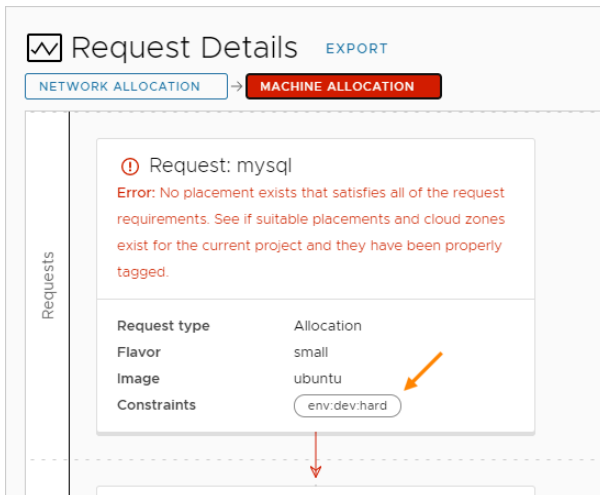 Request Details EXPORT
NETWORK ALLOCATION → MACHINE ALLOCATION
Requests
Request: mysql
Error: No placement exists that satisfies all of the request
requirements. See if suitable placements and cloud zones
exist for the current project and they have been properly
tagged.
Request type Allocation
Flavor small
Image ubuntu
Constraints env:dev:hard